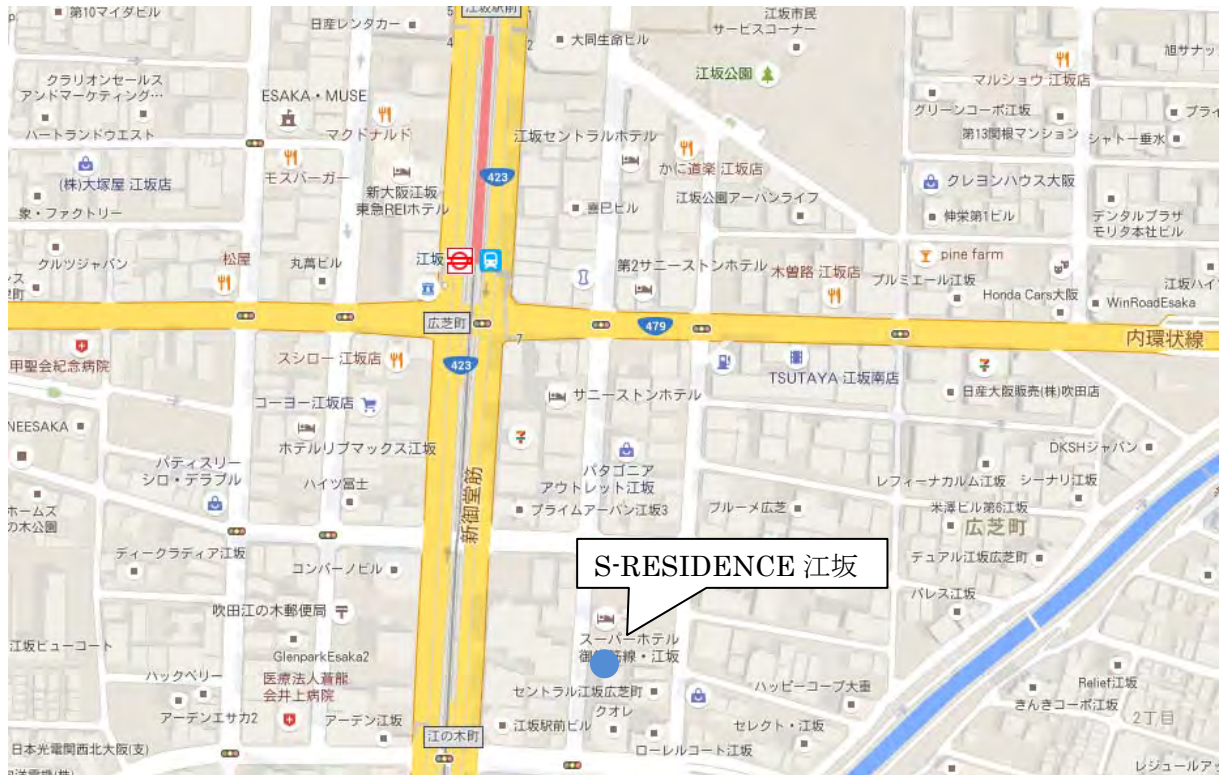 第10マイダビル
日産レンタカー
5
江坂駅前
1
4
2
大同生命ビル
江坂市民
サービスコーナー
旭サナッ
クラリオンセールス
アンドマーケティング…
ESAKA・MUSE
マクドナルド
江坂公園
マルショウ 江坂店
グリーンコーポ江坂
第13関根マンション
シャトー垂水
プライ
ハートランドウエスト
江坂セントラルホテル
かに道楽 江坂店
(株)大塚屋 江坂店
モスバーガー
新大阪江坂
東急REIホテル
423
クレヨンハウス大阪
江坂公園アーバンライフ
象・ファクトリー
喜巳ビル
伸栄第1ビル
デンタルプラザ
モリタ本社ビル
クルツジャパン
松屋
丸萬ビル
江坂
第2サニーストンホテル
木曽路 江坂店
pine farm
プルミエール江坂
Honda Cars大阪
江坂ハイツ
WinRoadEsaka
広芝町
7
479
内環状線
甲聖会紀念病院
スシロー 江坂店
423
TSUTAYA 江坂南店
日産大阪販売(株)吹田店
コーヨー江坂店
サニーストンホテル
NEESAKA
ホテルリブマックス江坂
DKSHジャパン
パティスリー
シロ・デラブル
ハイツ冨士
新御堂筋
パタゴニア
アウトレット江坂
レフィーナカルム江坂
シーナリ江坂
ホームズ
の木公園
プライムアーバン江坂3
ブルーメ広芝
米澤ビル第6江坂
広芝町
ディークラディア江坂
コンバーノビル
デュアル江坂広芝町
S-RESIDENCE 江坂
パレス江坂
吹田江の木郵便局
スーパーホテル
御堂筋線・江坂
江坂ビューコート
GlenparkEsaka2
ハックベリー
医療法人蒼龍
会井上病院
セントラル江坂広芝町
ハッピーコープ大重
Relief江坂
きんきコーポ江坂
2丁目
アーデンエサカ2
アーデン江坂
クオレ
江坂駅前ビル
セレクト・江坂
江の木町
ローレルコート江坂
日本光電関西北大阪(支)
レジュールアッ